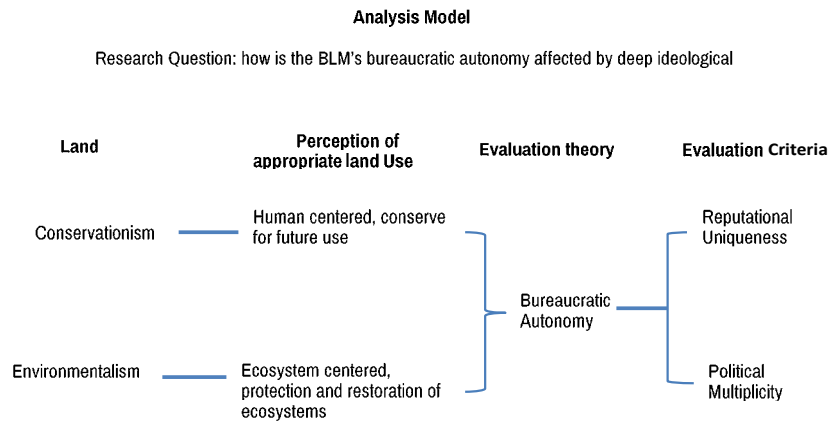 Analysis Model
Research Question: how is the BLM's bureaucratic autonomy affected by deep ideological
Land
Perception of
appropriate land Use
Evaluation theory
Evaluation Criteria
Conservationism
Human centered, conserve
for future use
Reputational
Uniqueness
Bureaucratic
Autonomy
Environmentalism
Ecosystem centered,
protection and restoration of
ecosystems
Political
Multiplicity